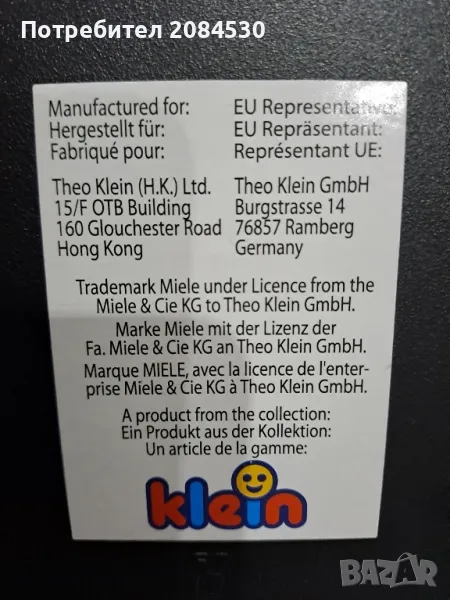 Потребител 2084530
Manufactured for: EU Representative:
Hergestellt für: EU Repräsentant:
Fabriqué pour: Représentant UE:
Theo Klein (H.K.) Ltd. Theo Klein GmbH
15/F OTB Building Burgstrasse 14
160 Glouchester Road 76857 Ramberg
Hong Kong Germany
Trademark Miele under Licence from the
Miele & Cie KG to Theo Klein GmbH.
Marke Miele mit der Lizenz der
Fa. Miele & Cie KG an Theo Klein GmbH.
Marque MIELE, avec la licence de l'enter-
prise Miele & Cie KG à Theo Klein GmbH.
A product from the collection:
Ein Produkt aus der Kollektion:
Un article de la gamme:
klein
BAZAR